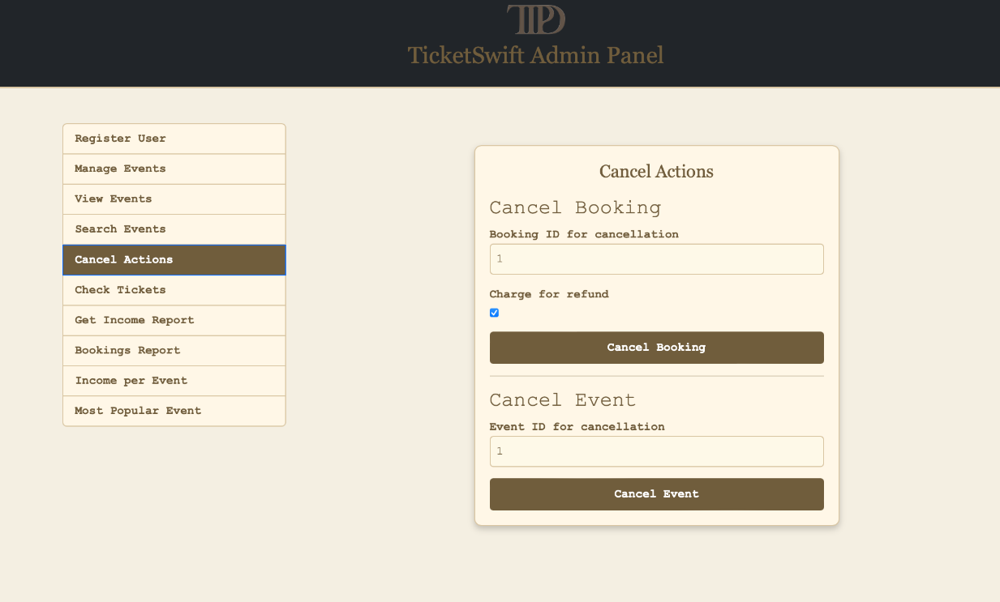 TicketSwift Admin Panel
Register User
Manage Events
View Events
Search Events
Cancel Actions
Check Tickets
Get Income Report
Bookings Report
Income per Event
Most Popular Event
Cancel Actions
Cancel Booking
Booking ID for cancellation
1
Charge for refund
Cancel Booking
Cancel Event
Event ID for cancellation
1
Cancel Event